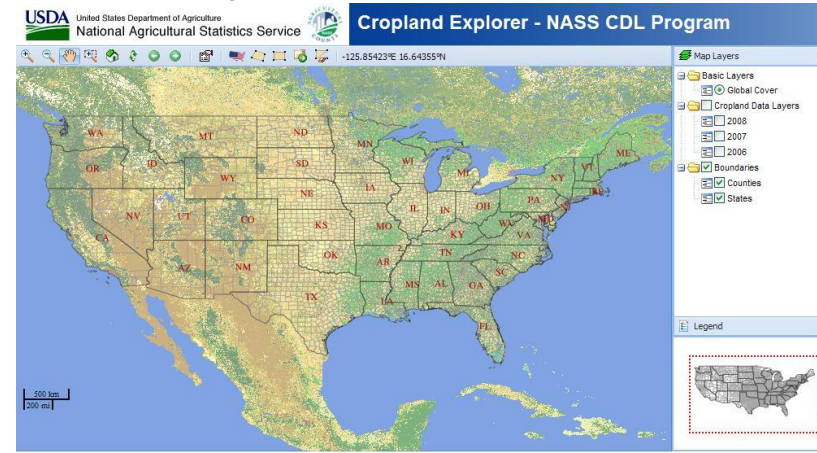 USDA
United States Department of Agriculture
National Agricultural Statistics Service
Cropland Explorer - NASS CDL Program
-125.85423ºE 16.64355ºN
Map Layers
Basic Layers
Global Cover
Cropland Data Layers
2008
2007
2006
Boundaries
Counties
States
WA
MT
ND
MN
ME
OR
ID
SD
WI
MI
VT
NY
WY
IA
PA
NE
NV
UT
CO
IL
IN
OH
NJ
KS
MO
WV
VA
CA
KY
OK
TN
NC
AZ
NM
AR
SC
MS
AL
GA
TX
LA
FL
Legend
500 km
200 mi